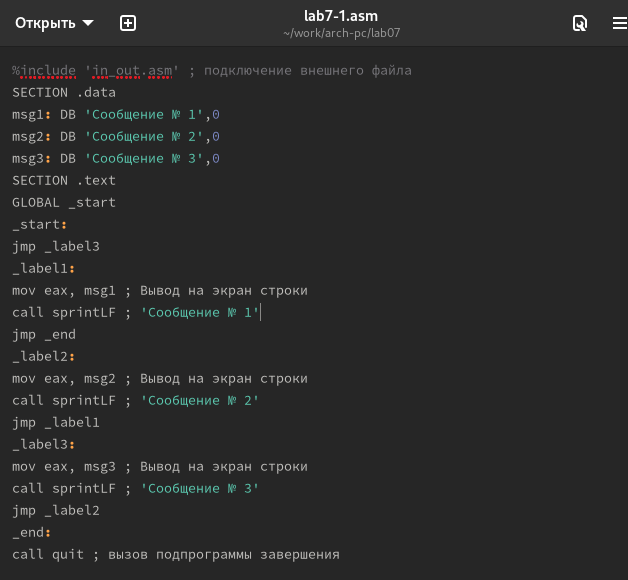 Открыть
lab7-1.asm
~/work/arch-pc/lab07
%include 'in_out.asm' ; подключение внешнего файла
SECTION .data
msg1: DB 'Сообщение № 1',0
msg2: DB 'Сообщение № 2',0
msg3: DB 'Сообщение № 3',0
SECTION .text
GLOBAL _start
_start:
jmp _label3
_label1:
mov eax, msg1 ; Вывод на экран строки
call sprintLF ; 'Сообщение № 1'
jmp _end
_label2:
mov eax, msg2 ; Вывод на экран строки
call sprintLF ; 'Сообщение № 2'
jmp _label1
_label3:
mov eax, msg3 ; Вывод на экран строки
call sprintLF ; 'Сообщение № 3'
jmp _label2
_end:
call quit ; вызов подпрограммы завершения